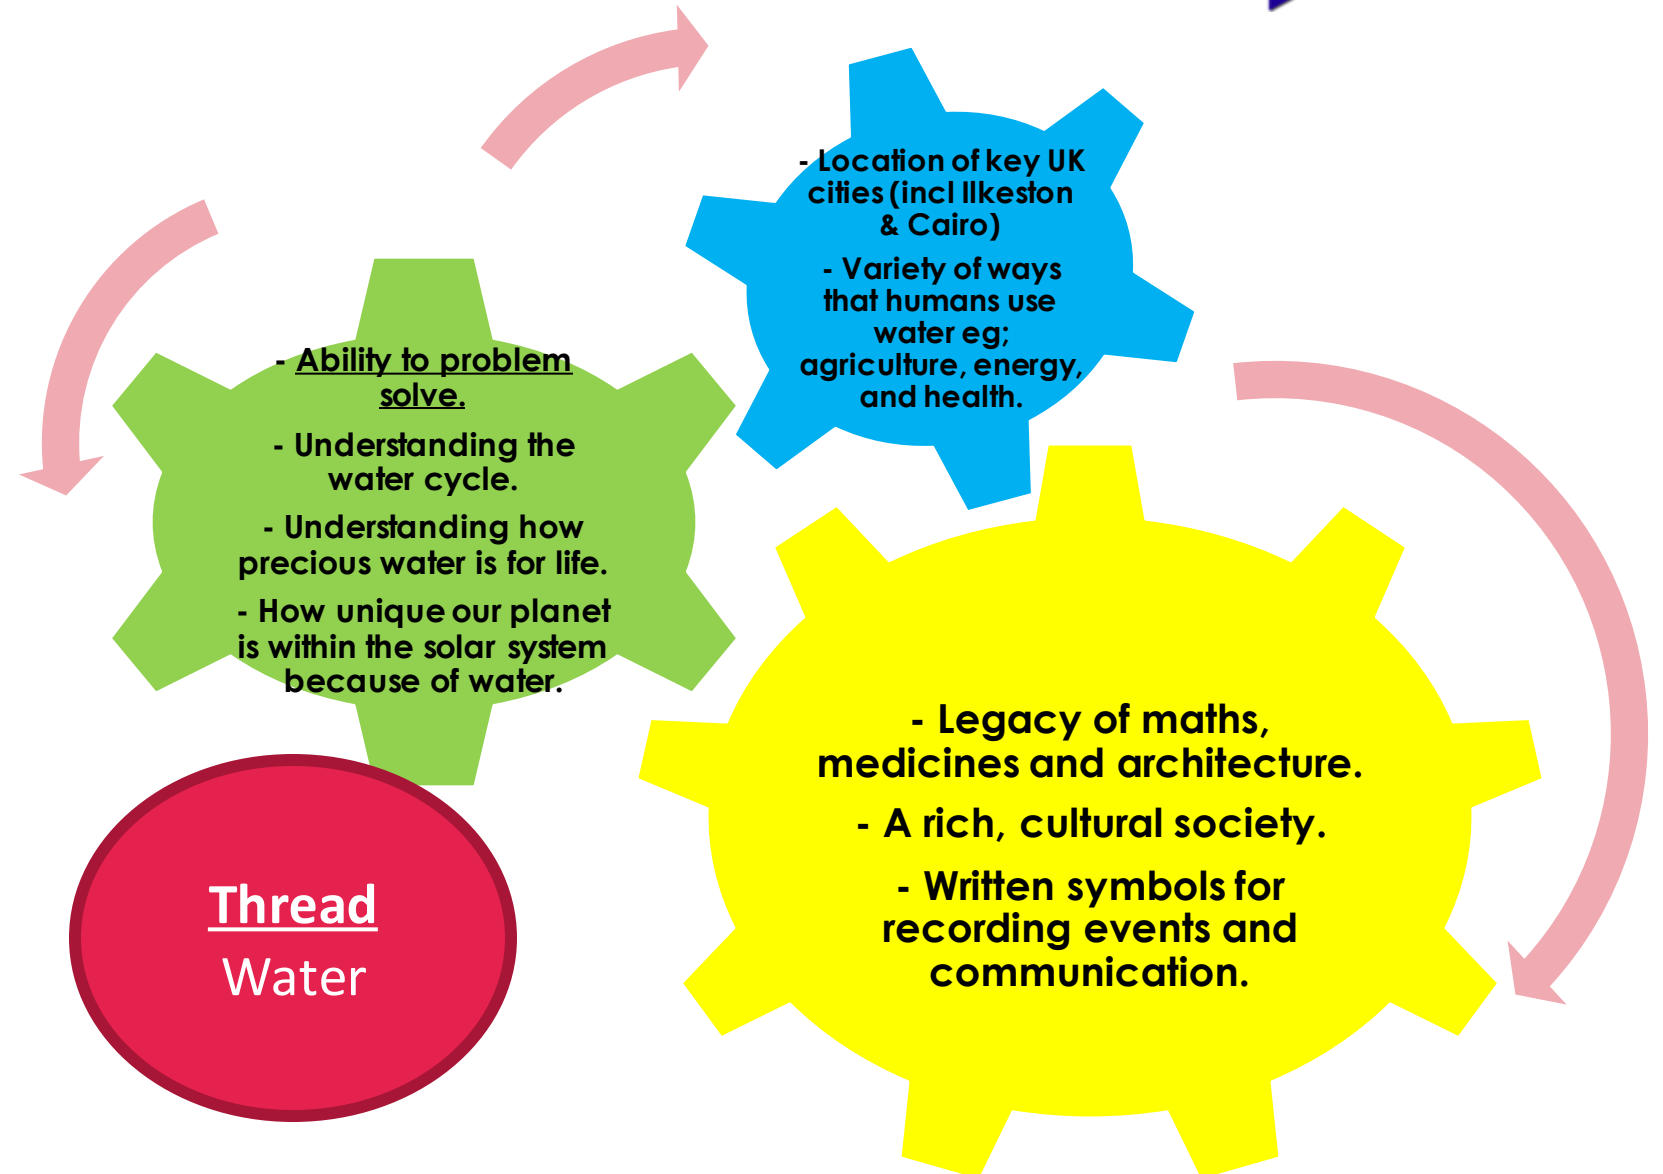 - Location of key UK
cities (incl Ilkeston
& Cairo)
- Variety of ways
that humans use
water eg;
agriculture, energy,
and health.
- Ability to problem
solve.
- Understanding the
water cycle.
- Understanding how
precious water is for life.
- How unique our planet
is within the solar system
because of water.
- Legacy of maths,
medicines and architecture.
- A rich, cultural society.
- Written symbols for
recording events and
communication.
Thread
Water